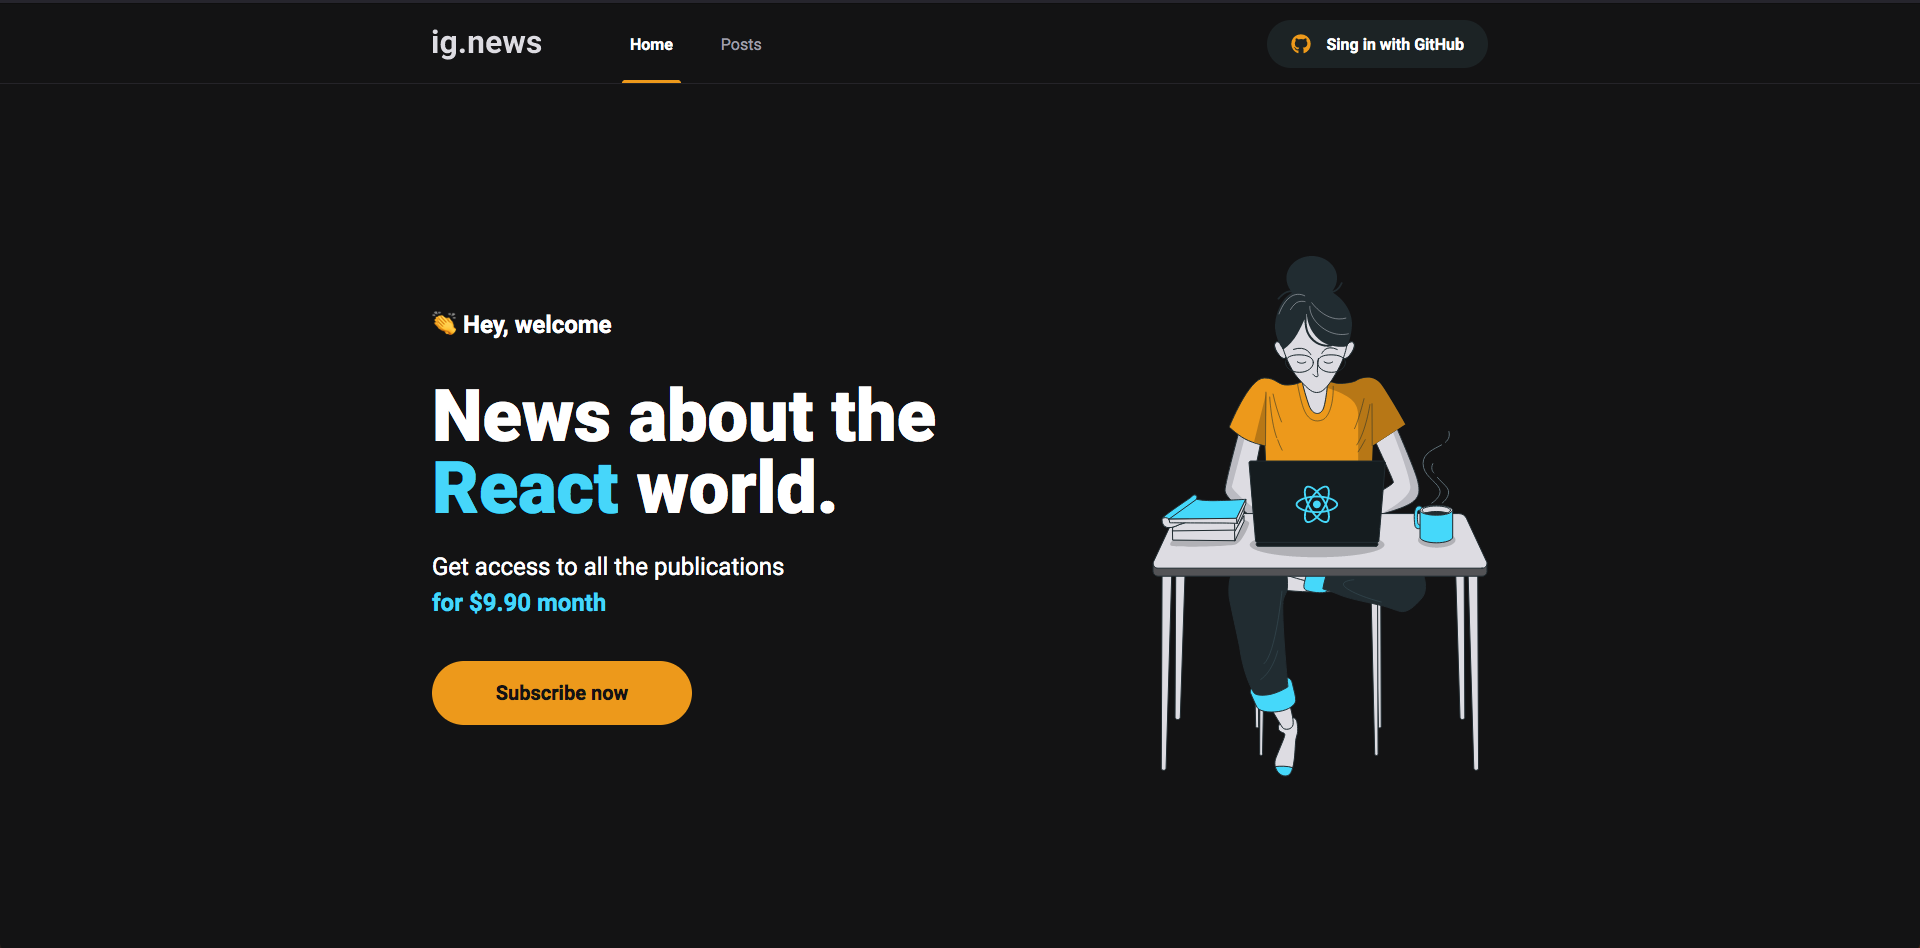 ig.news
Home
Posts
Sing in with GitHub
👏 Hey, welcome
News about the
React world.
Get access to all the publications
for $9.90 month
Subscribe now